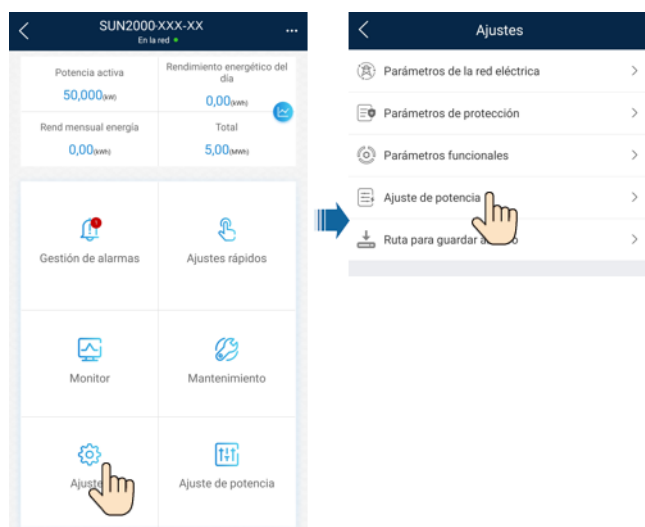 SUN2000-XXX-XX
En la red
Potencia activa
50,000(kW)
Rendimiento energético del
día
0,00(kWh)
Rend mensual energía
0,00(kWh)
Total
5,00(MWh)
Gestión de alarmas
Ajustes rápidos
Monitor
Mantenimiento
Ajuste
Ajuste de potencia
Ajustes
Parámetros de la red eléctrica
Parámetros de protección
Parámetros funcionales
Ajuste de potencia
Ruta para guardar